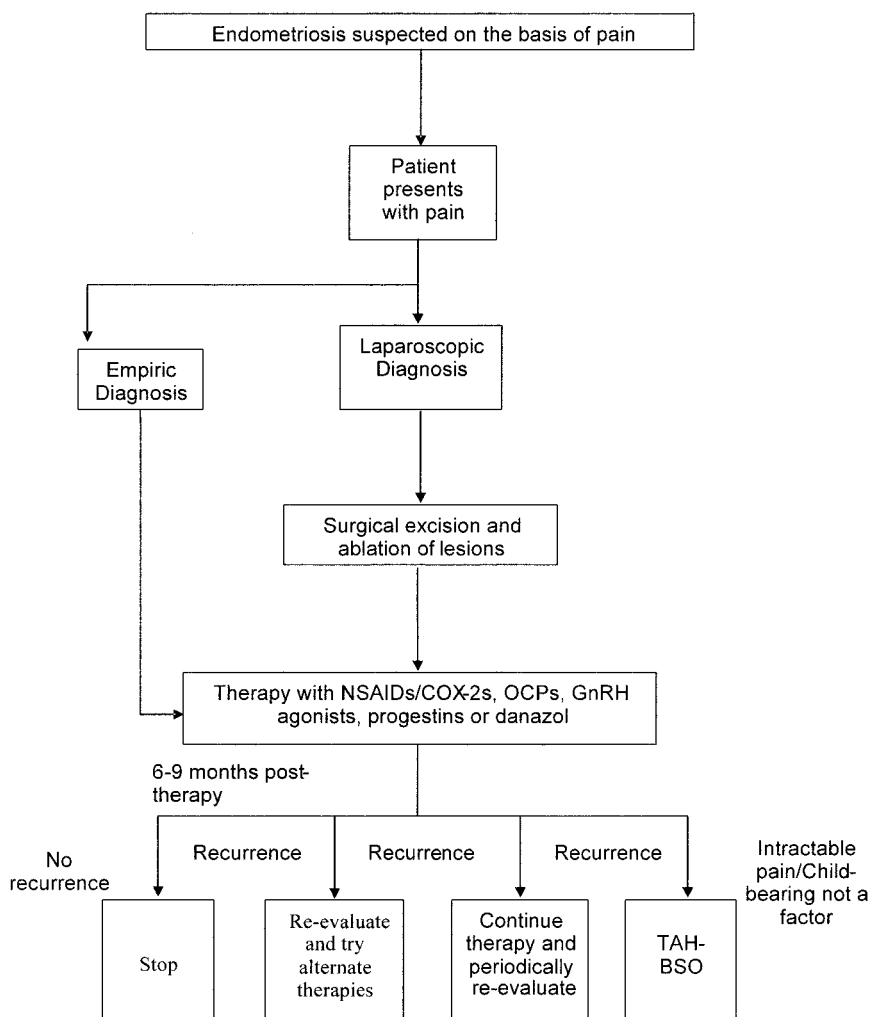 Endometriosis suspected on the basis of pain
Patient
presents
with pain
Empiric
Diagnosis
Laparoscopic
Diagnosis
Surgical excision and
ablation of lesions
Therapy with NSAIDs/COX-2s, OCPs, GnRH
agonists, progestins or danazol
6-9 months post-
therapy
No
recurrence
Recurrence
Recurrence
Recurrence
Intractable
pain/Child-
bearing not a
factor
Stop
Re-evaluate
and try
alternate
therapies
Continue
therapy and
periodically
re-evaluate
TAH-
BSO